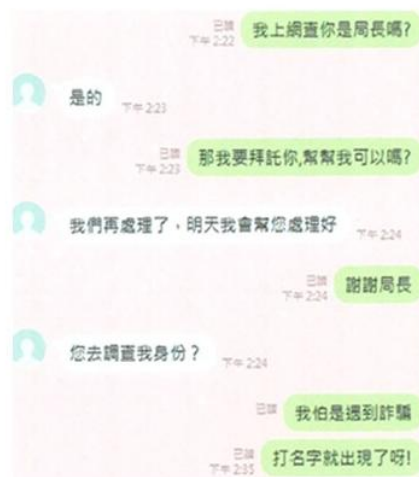 已讀
下午 2:22
我上網查你是局長嗎?
是的
下午 2:23
已讀
下午 2:23
那我要拜託你,幫幫我可以嗎?
我們再處理了，明天我會幫您處理好
下午 2:24
已讀
下午 2:24
謝謝局長
您去調查我身份？
下午 2:24
已讀
我怕是遇到詐騙
已讀
下午 2:35
打名字就出現了呀!